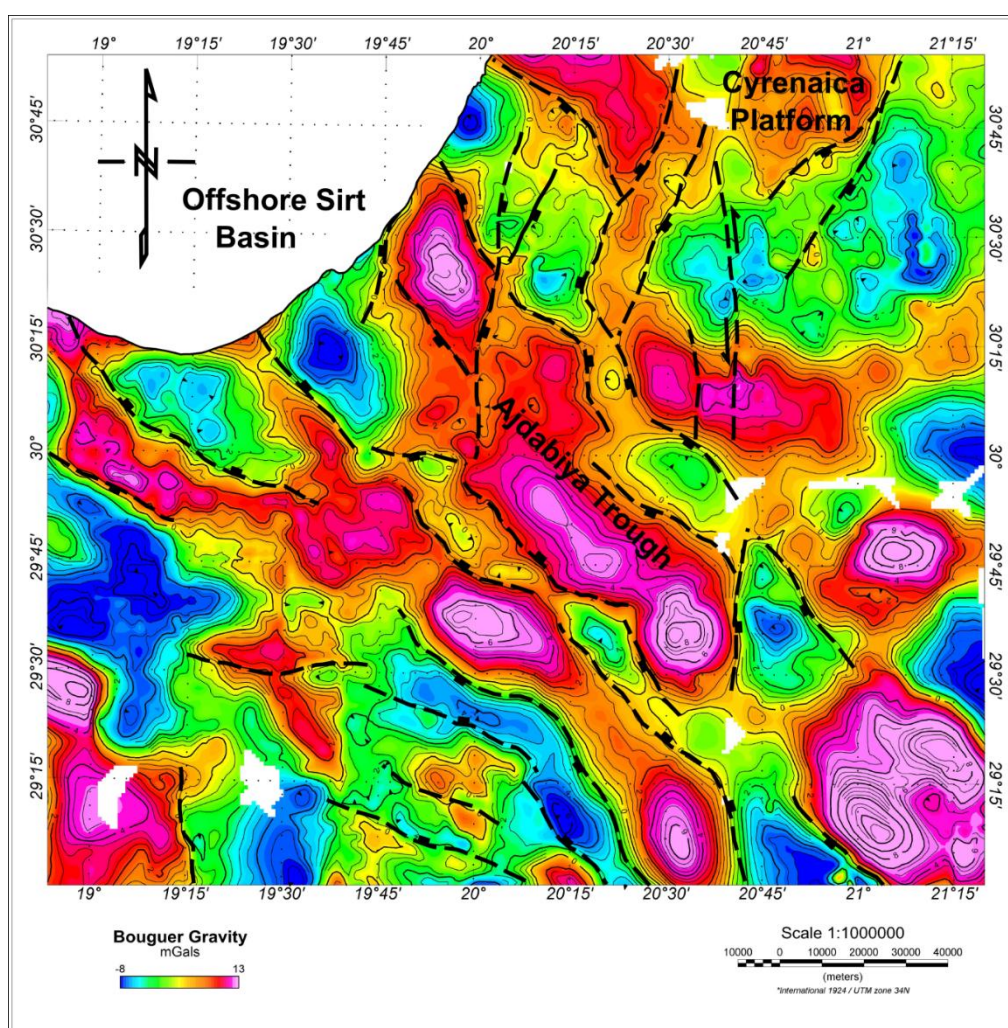 19° 19°15' 19°30' 19°45' 20° 20°15' 20°30' 20°45' 21° 21°15'
Cyrenaica
Platform
30°45' 30°45'
N
Offshore Sirt
Basin
30°30' 30°30'
30°15' 30°15'
30° 30°
Ajdabiya Trough
29°45' 29°45'
29°30' 29°30'
29°15' 29°15'
19° 19°15' 19°30' 19°45' 20° 20°15' 20°30' 20°45' 21° 21°15'
Bouguer Gravity
mGals
-8 13
Scale 1:1000000
10000 0 10000 20000 30000 40000
(meters)
*International 1924 / UTM zone 34N